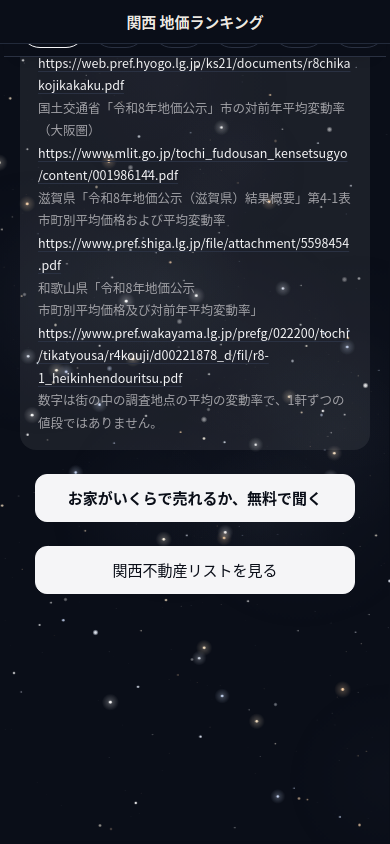 関西 地価ランキング
https://web.pref.hyogo.lg.jp/ks21/documents/r8chika
kojikakaku.pdf
国土交通省「令和8年地価公示」市の対前年平均変動率
（大阪圏）
https://www.mlit.go.jp/tochi_fudousan_kensetsugyo
/content/001986144.pdf
滋賀県「令和8年地価公示（滋賀県）結果概要」第4-1表
市町別平均価格および平均変動率
https://www.pref.shiga.lg.jp/file/attachment/5598454
.pdf
和歌山県「令和8年地価公示
市町村別平均価格及び対前年平均変動率」
https://www.pref.wakayama.lg.jp/prefg/022200/tochi
/tikatyousa/r4kouji/d00221878_d/fil/r8-
1_heikinhendouritsu.pdf
数字は街の中の調査地点の平均の変動率で、1軒ずつの
値段ではありません。
お家がいくらで売れるか、無料で聞く
関西不動産リストを見る